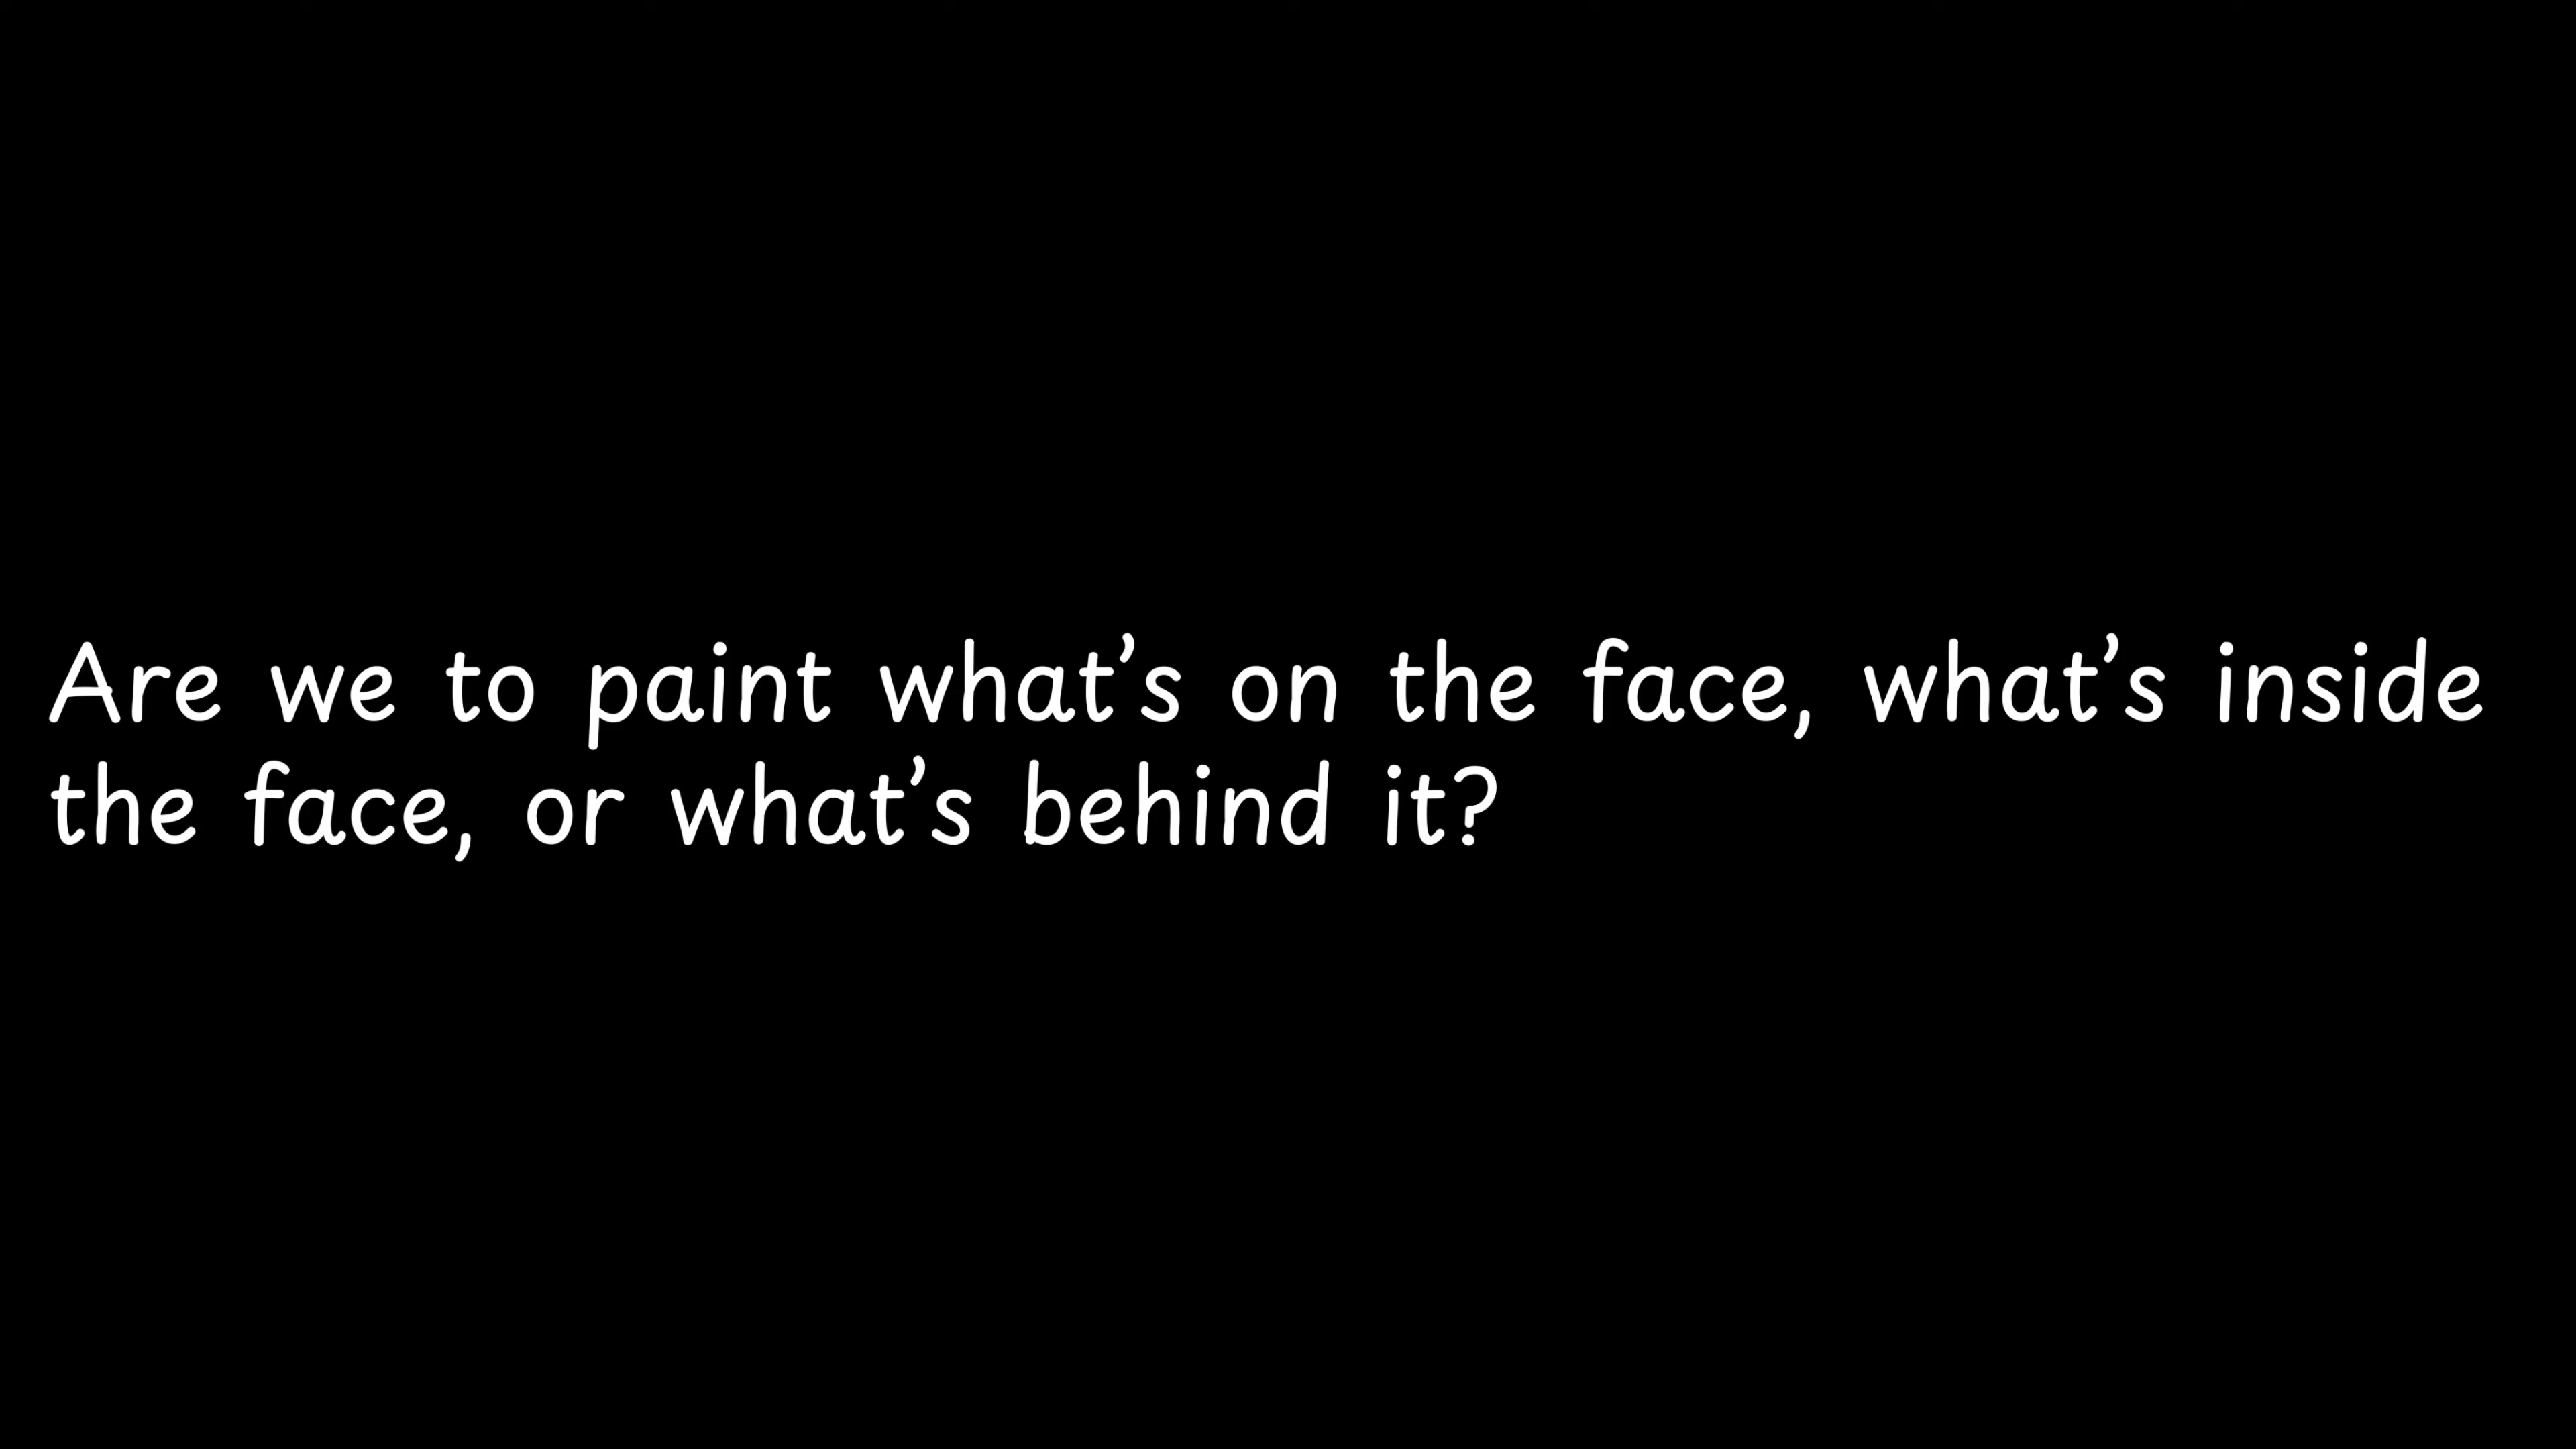 Are we to paint what’s on the face, what’s inside
the face, or what’s behind it?